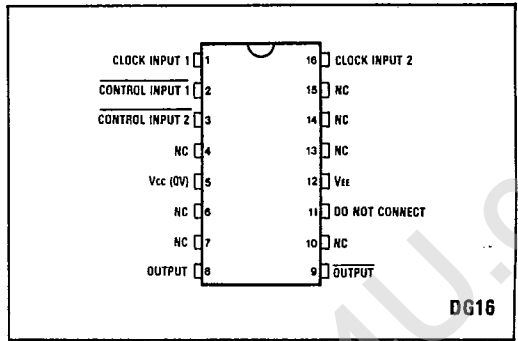 CLOCK INPUT 1 1 16 CLOCK INPUT 2
CONTROL INPUT 1 2 15 NC
CONTROL INPUT 2 3 14 NC
NC 4 13 NC
Vcc (0V) 5 12 VEE
NC 6 11 DO NOT CONNECT
NC 7 10 NC
OUTPUT 8 9 OUTPUT
DG16